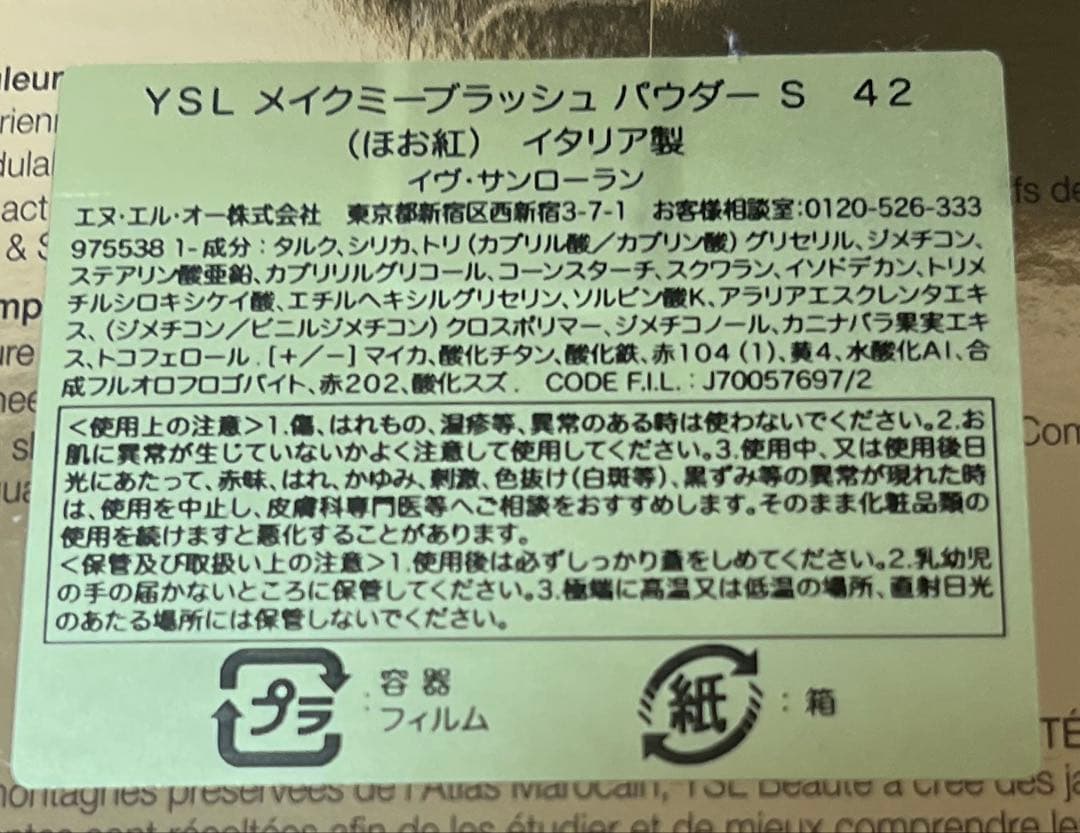 YSL メイクミーブラッシュ パウダー S 42
(ほお紅) イタリア製
イヴ・サンローラン
エヌ・エル・オー株式会社 東京都新宿区西新宿3-7-1 お客様相談室:0120-526-333
975538 1-成分:タルク、シリカ、トリ(カプリル酸/カプリン酸)グリセリル、ジメチコン、
ステアリン酸亜鉛、カプリリルグリコール、コーンスターチ、スクワラン、イソドデカン、トリメ
チルシロキシケイ酸、エチルヘキシルグリセリン、ソルビン酸K、アラリアエスクレンタエキ
ス、(ジメチコン/ビニルジメチコン)クロスポリマー、ジメチコノール、カニナバラ果実エキ
ス、トコフェロール.[+/−]マイカ、酸化チタン、酸化鉄、赤104(1)、黄4、水酸化Al、合
成フルオロフロゴパイト、赤202、酸化スズ. CODE F.I.L.:J70057697/2
<使用上の注意>1.傷、はれもの、湿疹等、異常のある時は使わないでください。2.お
肌に異常が生じていないかよく注意して使用してください。3.使用中、又は使用後日
光にあたって、赤味、はれ、かゆみ、刺激、色抜け(白斑等)、黒ずみ等の異常が現れた時
は、使用を中止し、皮膚科専門医等へご相談をおすすめします。そのまま化粧品類の
使用を続けますと悪化することがあります。
<保管及び取扱い上の注意>1.使用後は必ずしっかり蓋をしめてください。2.乳幼児
の手の届かないところに保管してください。3.極端に高温又は低温の場所、直射日光
のあたる場所には保管しないでください。
プラ : 容器
フィルム
紙 : 箱
montagnes préservées de l'Atlas Marocain, YSL Beauté a créé des
récoltées afin de les étudier et de mieux comprendre